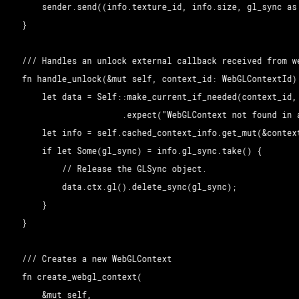 sender.send((info.texture_id, info.size, gl_sync as
}
/// Handles an unlock external callback received from
fn handle_unlock(&mut self, context_id: WebGLContextId)
let data = Self::make_current_if_needed(context_id,
.expect("WebGLContext not found in
let info = self.cached_context_info.get_mut(&context
if let Some(gl_sync) = info.gl_sync.take() {
// Release the GLSync object.
data.ctx.gl().delete_sync(gl_sync);
}
}
/// Creates a new WebGLContext
fn create_webgl_context(
&mut self,